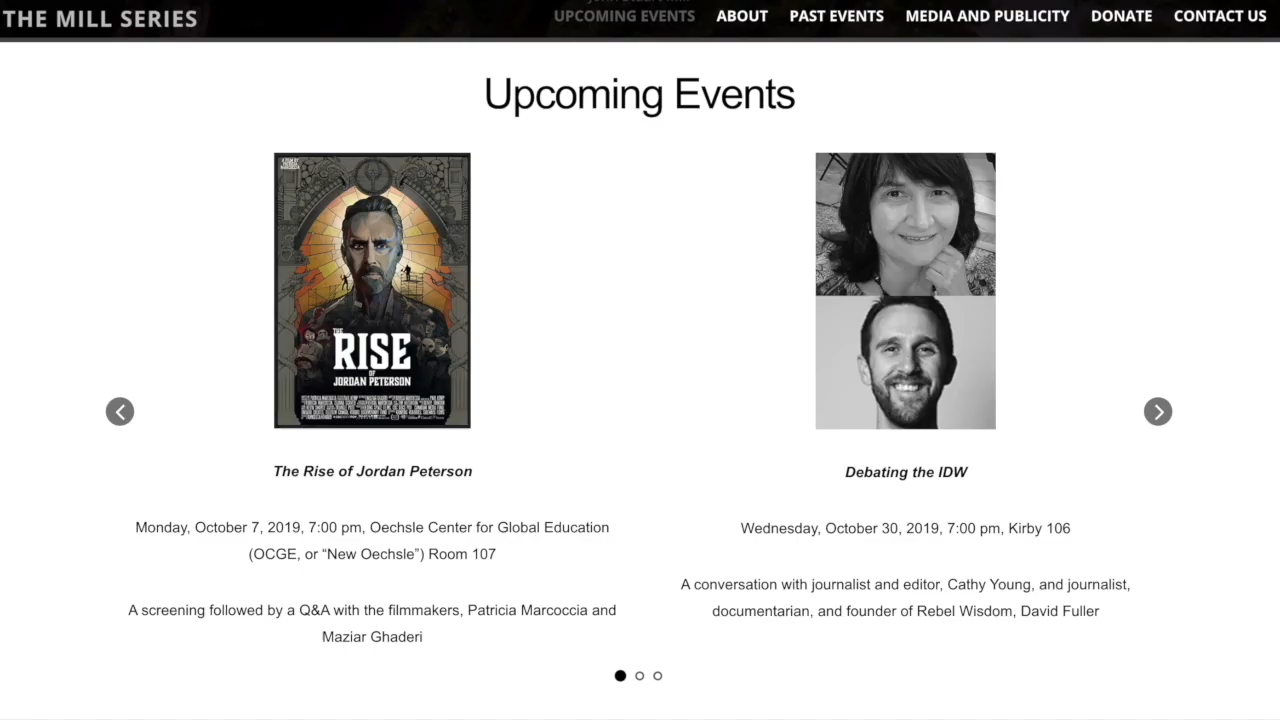 THE MILL SERIES
UPCOMING EVENTS ABOUT PAST EVENTS MEDIA AND PUBLICITY DONATE CONTACT US
Upcoming Events
THE
RISE
OF
JORDAN PETERSON
The Rise of Jordan Peterson
Monday, October 7, 2019, 7:00 pm, Oechsle Center for Global Education
(OCGE, or “New Oechsle”) Room 107
A screening followed by a Q&A with the filmmakers, Patricia Marcoccia and
Maziar Ghaderi
Debating the IDW
Wednesday, October 30, 2019, 7:00 pm, Kirby 106
A conversation with journalist and editor, Cathy Young, and journalist,
documentarian, and founder of Rebel Wisdom, David Fuller